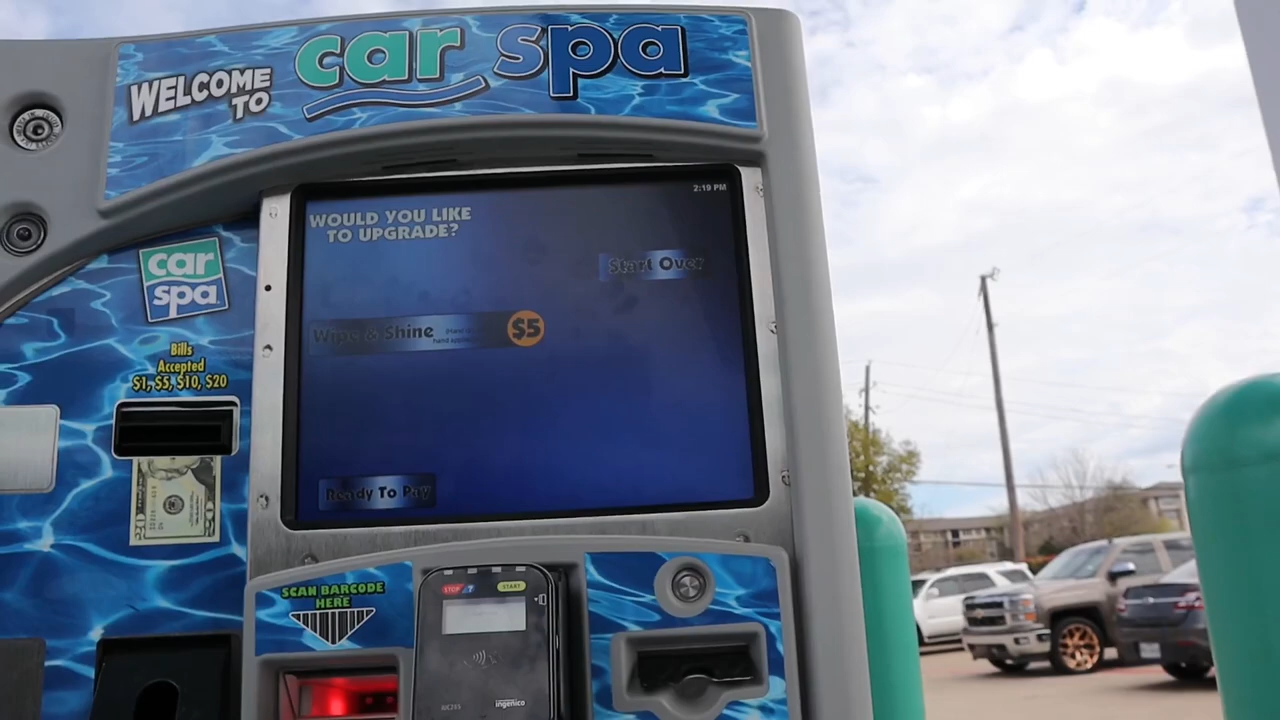 WELCOME
TO
car spa
2:19 PM
WOULD YOU LIKE
TO UPGRADE?
Start Over
car
spa
Wipe & Shine
$5
Bills
Accepted
$1, $5, $10, $20
Ready To Pay
20
SCAN BARCODE
HERE
STOP
START
ingenico